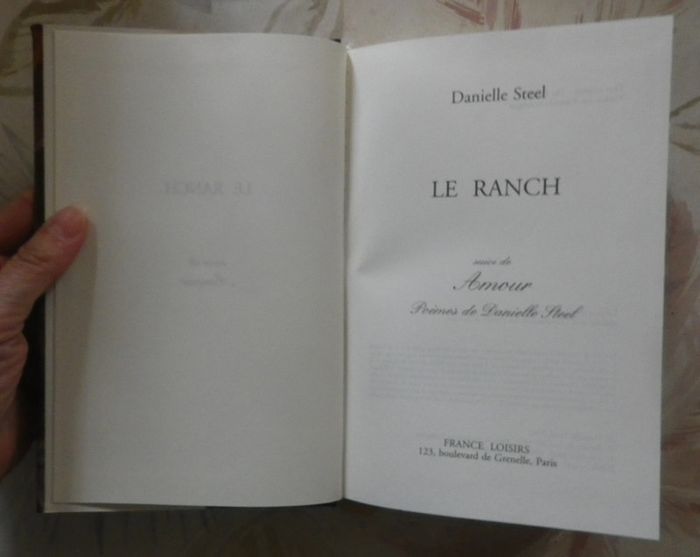 Danielle Steel
LE RANCH
suivi de
Amour
Poèmes de Danielle Steel
FRANCE LOISIRS
123, boulevard de Grenelle, Paris